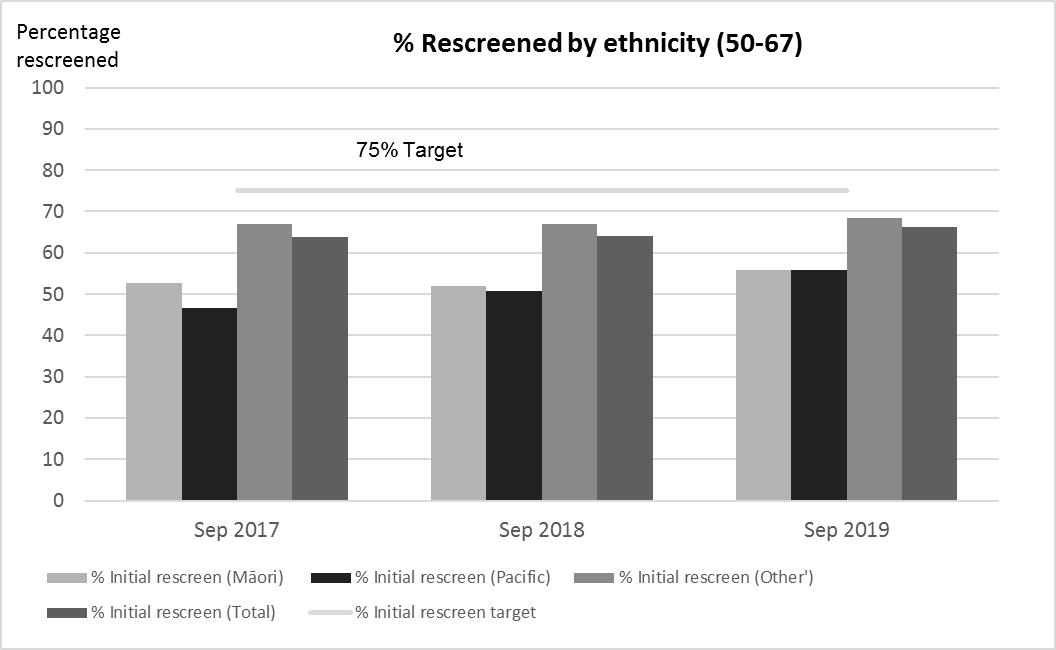 Percentage
rescreened
% Rescreened by ethnicity (50-67)
100
90
80
70
60
50
40
30
20
10
0
75% Target
Sep 2017
Sep 2018
Sep 2019
% Initial rescreen (Māori)
% Initial rescreen (Pacific)
% Initial rescreen (Other')
% Initial rescreen (Total)
% Initial rescreen target